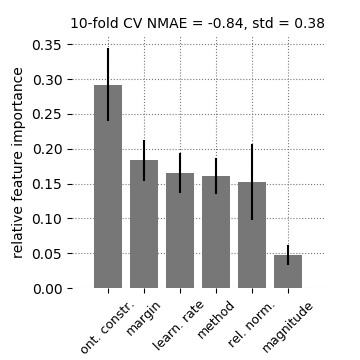 10-fold CV NMAE = -0.84, std = 0.38
relative feature importance
0.35
0.30
0.25
0.20
0.15
0.10
0.05
0.00
ont. constr.
margin
learn. rate
method
rel. norm.
magnitude